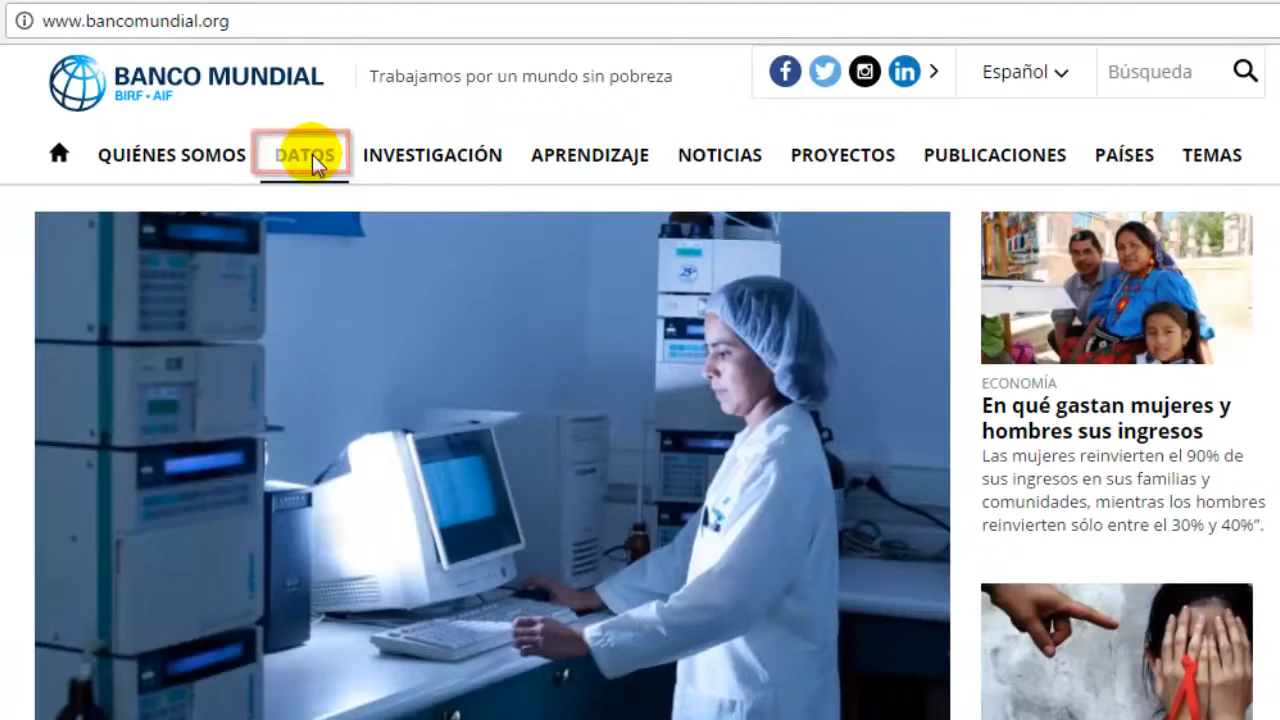 www.bancomundial.org
BANCO MUNDIAL
BIRF • AIF
Trabajamos por un mundo sin pobreza
Español
Búsqueda
QUIÉNES SOMOS DATOS INVESTIGACIÓN APRENDIZAJE NOTICIAS PROYECTOS PUBLICACIONES PAÍSES TEMAS
ECONOMÍA
En qué gastan mujeres y
hombres sus ingresos
Las mujeres reinvierten el 90% de
sus ingresos en sus familias y
comunidades, mientras los hombres
reinvierten sólo entre el 30% y 40%”.